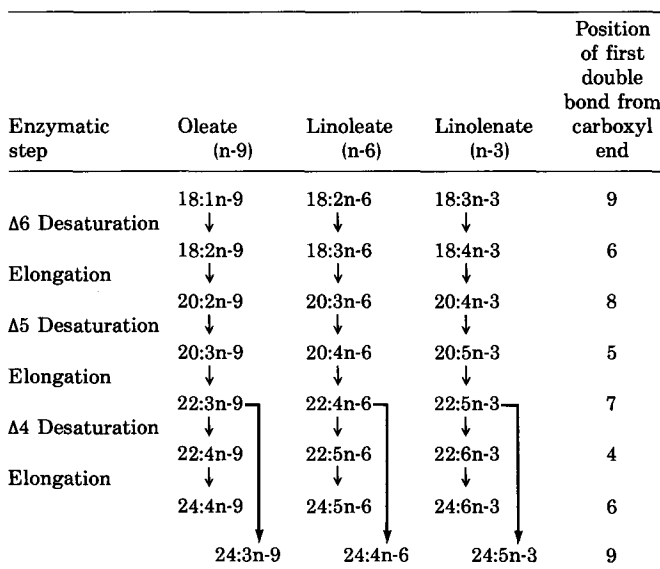 Position
of first
double
bond from
Enzymatic Oleate Linoleate Linolenate carboxyl
step (n-9) (n-6) (n-3) end
18:1n-9 18:2n-6 18:3n-3 9
Δ6 Desaturation ↓ ↓ ↓
18:2n-9 18:3n-6 18:4n-3 6
Elongation ↓ ↓ ↓
20:2n-9 20:3n-6 20:4n-3 8
Δ5 Desaturation ↓ ↓ ↓
20:3n-9 20:4n-6 20:5n-3 5
Elongation ↓ ↓ ↓
22:3n-9 22:4n-6 22:5n-3 7
Δ4 Desaturation ↓ ↓ ↓
22:4n-9 22:5n-6 22:6n-3 4
Elongation ↓ ↓ ↓
24:4n-9 24:5n-6 24:6n-3 6
24:3n-9 24:4n-6 24:5n-3 9